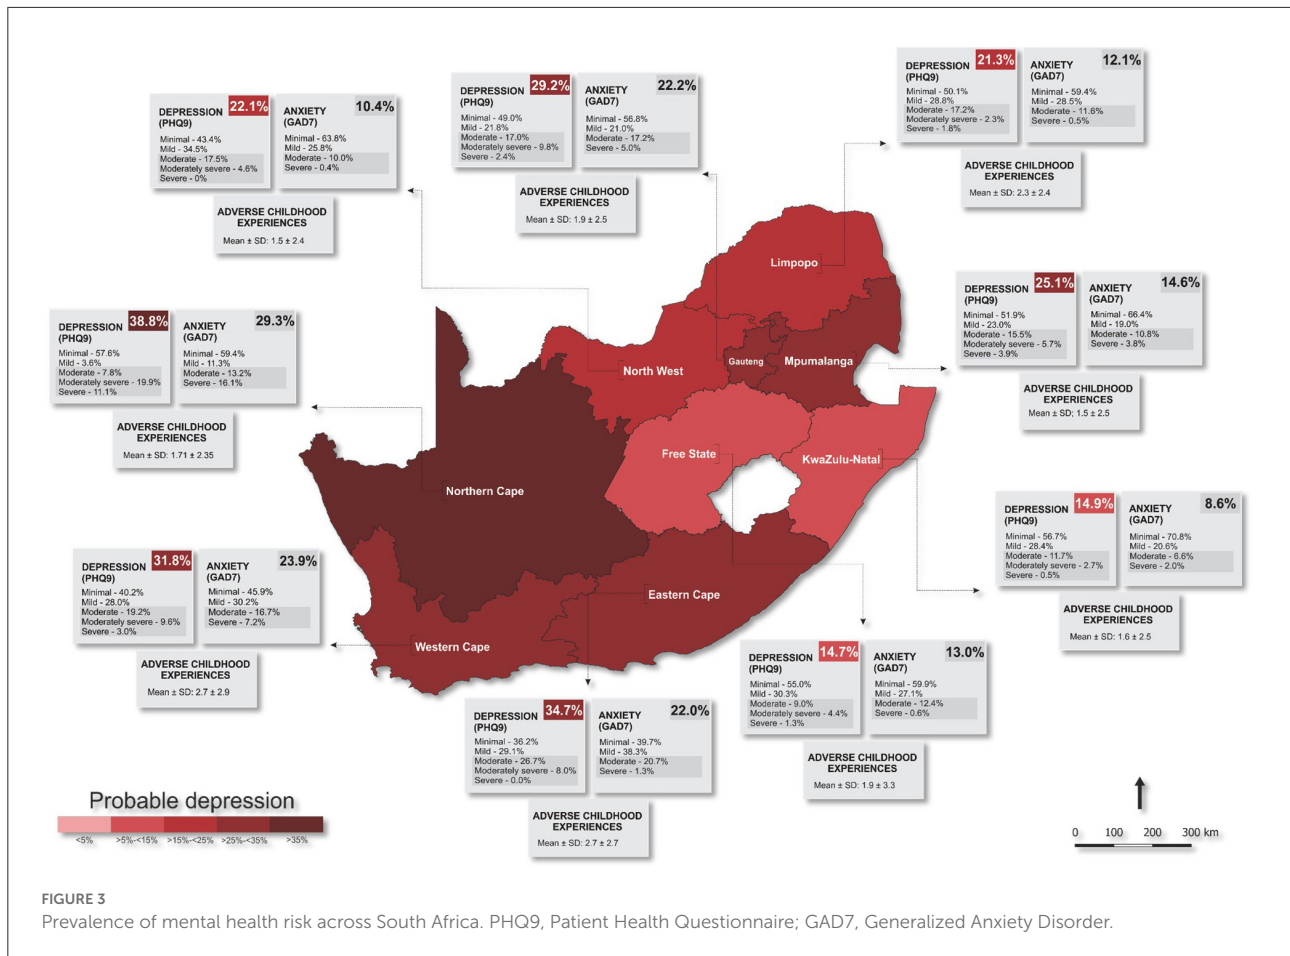 DEPRESSION
(PHQ9)
22.1%
Minimal - 43.4%
Mild - 34.5%
Moderate - 17.5%
Moderately severe - 4.6%
Severe - 0%
ANXIETY
(GAD7)
10.4%
Minimal - 63.8%
Mild - 25.8%
Moderate - 10.0%
Severe - 0.4%
ADVERSE CHILDHOOD
EXPERIENCES
Mean ± SD: 1.5 ± 2.4
DEPRESSION
(PHQ9)
29.2%
Minimal - 49.0%
Mild - 21.8%
Moderate - 17.0%
Moderately severe - 9.8%
Severe - 2.4%
ANXIETY
(GAD7)
22.2%
Minimal - 56.8%
Mild - 21.0%
Moderate - 17.2%
Severe - 5.0%
ADVERSE CHILDHOOD
EXPERIENCES
Mean ± SD: 1.9 ± 2.5
DEPRESSION
(PHQ9)
21.3%
Minimal - 50.1%
Mild - 28.8%
Moderate - 17.2%
Moderately severe - 2.3%
Severe - 1.8%
ANXIETY
(GAD7)
12.1%
Minimal - 59.4%
Mild - 28.5%
Moderate - 11.6%
Severe - 0.5%
ADVERSE CHILDHOOD
EXPERIENCES
Mean ± SD: 2.3 ± 2.4
DEPRESSION
(PHQ9)
38.8%
Minimal - 57.6%
Mild - 3.6%
Moderate - 7.8%
Moderately severe - 19.9%
Severe - 11.1%
ANXIETY
(GAD7)
29.3%
Minimal - 59.4%
Mild - 11.3%
Moderate - 13.2%
Severe - 16.1%
ADVERSE CHILDHOOD
EXPERIENCES
Mean ± SD: 1.71 ± 2.35
DEPRESSION
(PHQ9)
25.1%
Minimal - 51.9%
Mild - 23.0%
Moderate - 15.5%
Moderately severe - 5.7%
Severe - 3.9%
ANXIETY
(GAD7)
14.6%
Minimal - 66.4%
Mild - 19.0%
Moderate - 10.8%
Severe - 3.8%
ADVERSE CHILDHOOD
EXPERIENCES
Mean ± SD; 1.5 ± 2.5
Limpopo
Gauteng
Mpumalanga
North West
Free State
KwaZulu-Natal
Northern Cape
Eastern Cape
Western Cape
DEPRESSION
(PHQ9)
14.9%
Minimal - 56.7%
Mild - 28.4%
Moderate - 11.7%
Moderately severe - 2.7%
Severe - 0.5%
ANXIETY
(GAD7)
8.6%
Minimal - 70.8%
Mild - 20.6%
Moderate - 6.6%
Severe - 2.0%
ADVERSE CHILDHOOD
EXPERIENCES
Mean ± SD: 1.6 ± 2.5
DEPRESSION
(PHQ9)
31.8%
Minimal - 40.2%
Mild - 28.0%
Moderate - 19.2%
Moderately severe - 9.6%
Severe - 3.0%
ANXIETY
(GAD7)
23.9%
Minimal - 45.9%
Mild - 30.2%
Moderate - 16.7%
Severe - 7.2%
ADVERSE CHILDHOOD
EXPERIENCES
Mean ± SD: 2.7 ± 2.9
DEPRESSION
(PHQ9)
14.7%
Minimal - 55.0%
Mild - 30.3%
Moderate - 9.0%
Moderately severe - 4.4%
Severe - 1.3%
ANXIETY
(GAD7)
13.0%
Minimal - 59.9%
Mild - 27.1%
Moderate - 12.4%
Severe - 0.6%
ADVERSE CHILDHOOD
EXPERIENCES
Mean ± SD: 1.9 ± 3.3
DEPRESSION
(PHQ9)
34.7%
Minimal - 36.2%
Mild - 29.1%
Moderate - 26.7%
Moderately severe - 8.0%
Severe - 0.0%
ANXIETY
(GAD7)
22.0%
Minimal - 39.7%
Mild - 38.3%
Moderate - 20.7%
Severe - 1.3%
ADVERSE CHILDHOOD
EXPERIENCES
Mean ± SD: 2.7 ± 2.7
Probable depression
<5% >5%-<15% >15%-<25% >25%-<35% >35%
0 100 200 300 km
FIGURE 3
Prevalence of mental health risk across South Africa. PHQ9, Patient Health Questionnaire; GAD7, Generalized Anxiety Disorder.